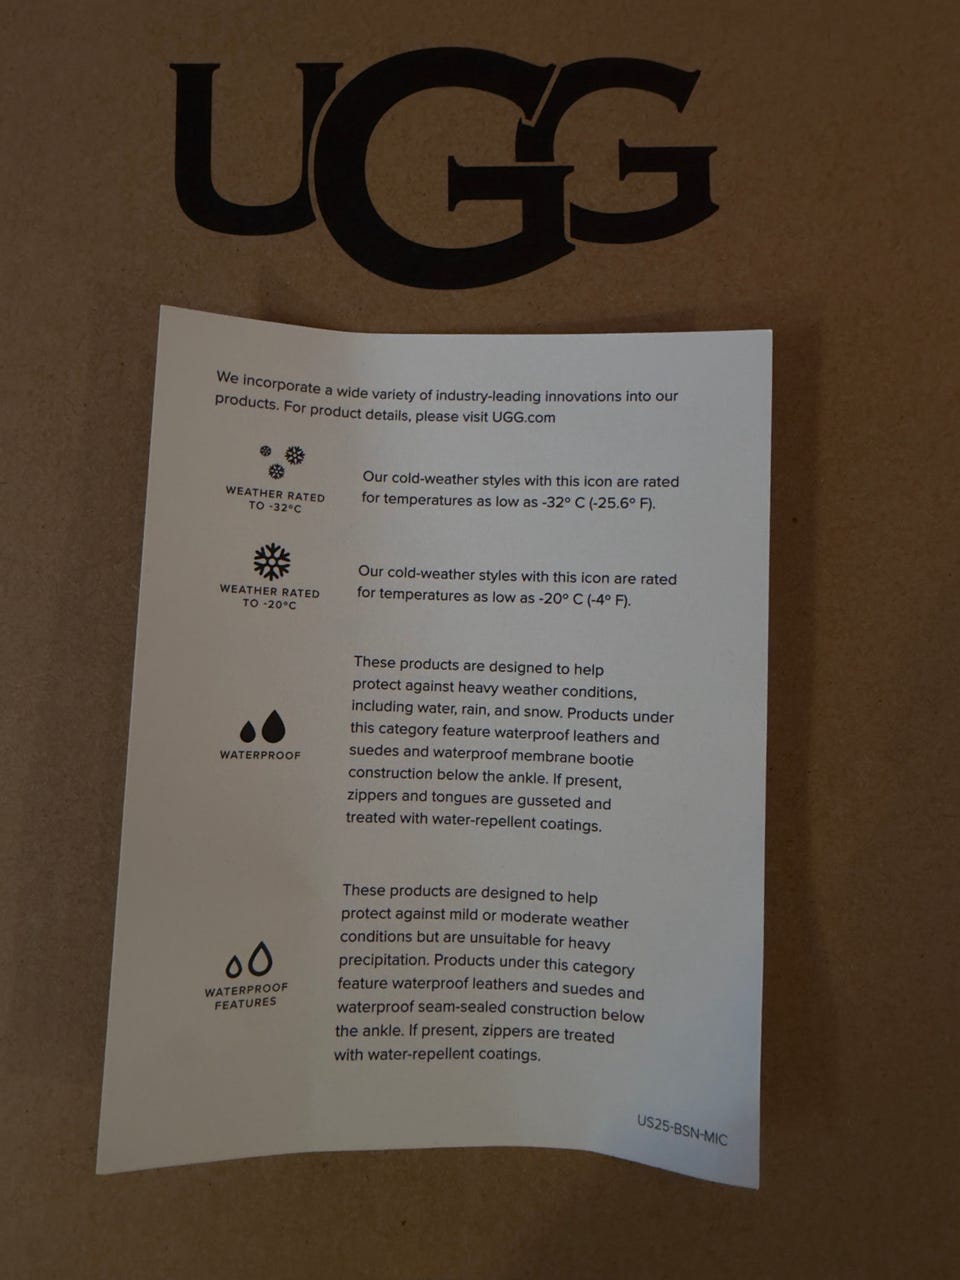 UGG
We incorporate a wide variety of industry-leading innovations into our
products. For product details, please visit UGG.com
WEATHER RATED
TO -32°C
Our cold-weather styles with this icon are rated
for temperatures as low as -32° C (-25.6° F).
WEATHER RATED
TO -20°C
Our cold-weather styles with this icon are rated
for temperatures as low as -20° C (-4° F).
WATERPROOF
These products are designed to help
protect against heavy weather conditions,
including water, rain, and snow. Products under
this category feature waterproof leathers and
suedes and waterproof membrane bootie
construction below the ankle. If present,
zippers and tongues are gusseted and
treated with water-repellent coatings.
WATERPROOF
FEATURES
These products are designed to help
protect against mild or moderate weather
conditions but are unsuitable for heavy
precipitation. Products under this category
feature waterproof leathers and suedes and
waterproof seam-sealed construction below
the ankle. If present, zippers are treated
with water-repellent coatings.
US25-BSN-MIC